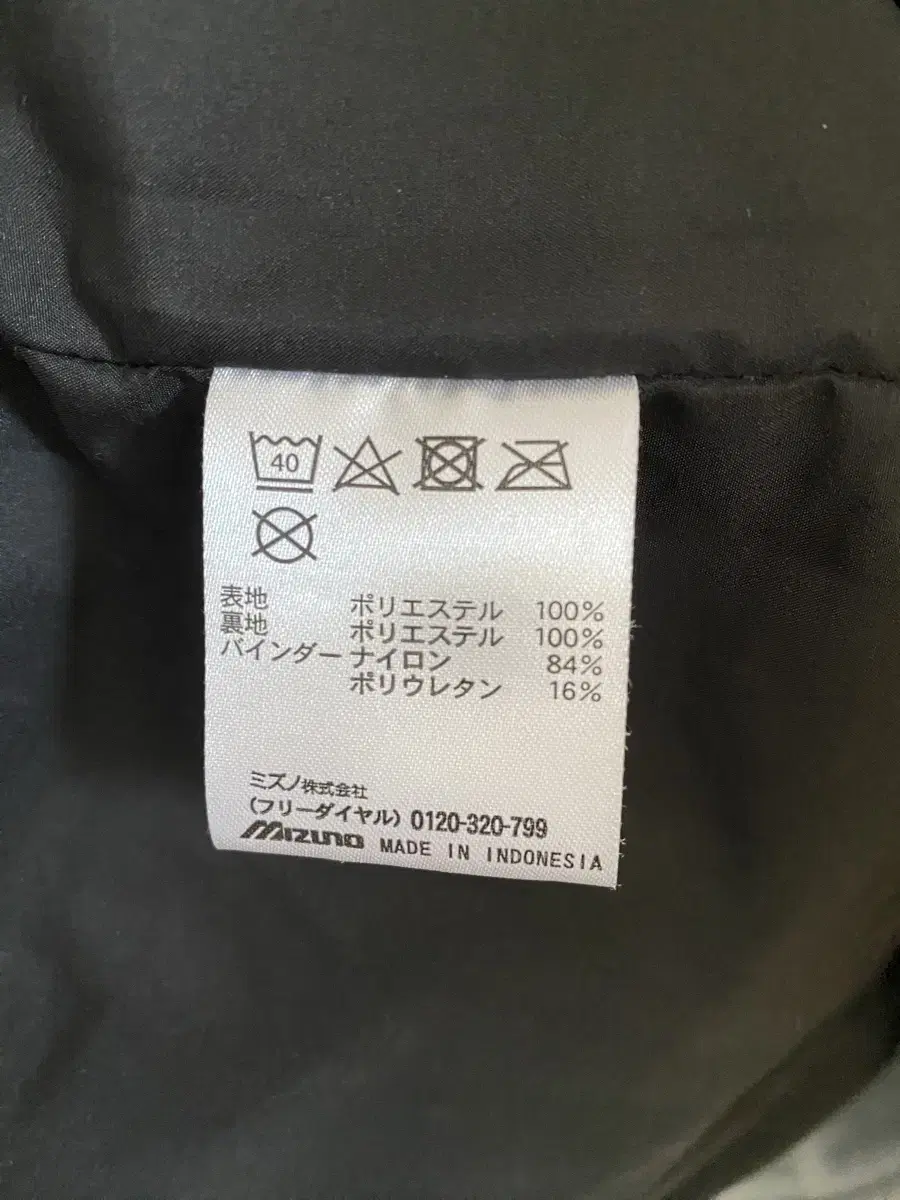 40
表地 ポリエステル 100%
裏地 ポリエステル 100%
バインダー ナイロン 84%
ポリウレタン 16%
ミズノ株式会社
(フリーダイヤル) 0120-320-799
MIZUNO MADE IN INDONESIA